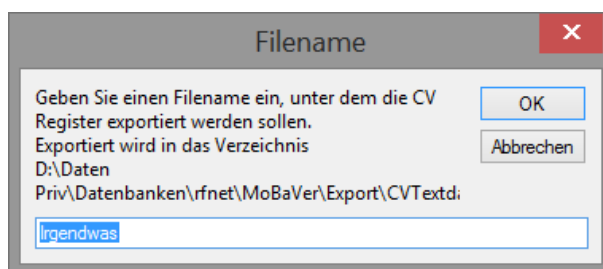 Filename
Geben Sie einen Filename ein, unter dem die CV
Register exportiert werden sollen.
Exportiert wird in das Verzeichnis
D:\Daten
Priv\Datenbanken\rfnet\MoBaVer\Export\CVTextd
OK
Abbrechen
Irgendwas